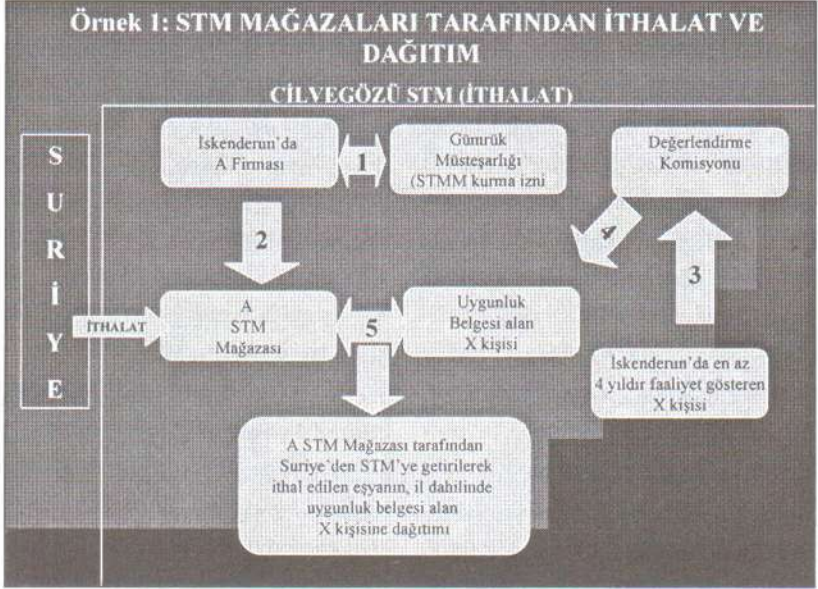 Örnek 1: STM MAĞAZALARI TARAFINDAN İTHALAT VE
DAĞITIM
CİLVEGÖZÜ STM (İTHALAT)
S
U
R
İ
Y
E
İskenderun'da
A Firması
1
Gümrük
Müsteşarlığı
(STMM kurma izni
Değerlendirme
Komisyonu
2
4
3
İTHALAT
A
STM
Mağazası
5
Uygunluk
Belgesi alan
X kişisi
İskenderun'da en az
4 yıldır faaliyet gösteren
X kişisi
A STM Mağazası tarafından
Suriye'den STM'ye getirilerek
ithal edilen eşyanın, il dahilinde
uygunluk belgesi alan
X kişisine dağıtımı